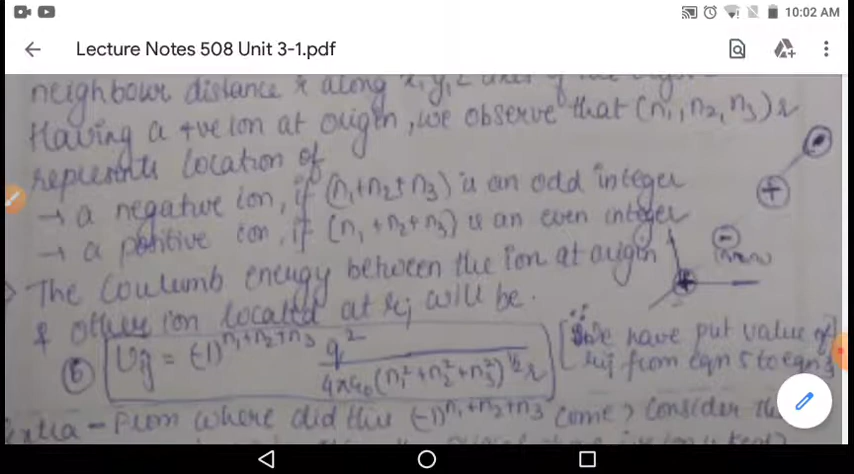 10:02 AM
Lecture Notes 508 Unit 3-1.pdf
neighbour distance r along x, y, z axes of the
Having a +ve ion at origin, we observe that (n₁, n₂, n₃) r
represents location of
→ a negative ion, if (n₁+n₂+n₃) is an odd integer
→ a positive ion, if (n₁+n₂+n₃) is an even integer
The Coulomb energy between the ion at origin
& other ion located at rij will be.
⑥ Uij = (-1)^n₁+n₂+n₃ q² / 4πε₀(n₁²+n₂²+n₃²)^½ r
[∵ we have put value of
rij from eqn 5 to eqn 3]
Extra - From where did this (-1)^n₁+n₂+n₃ come? Consider the